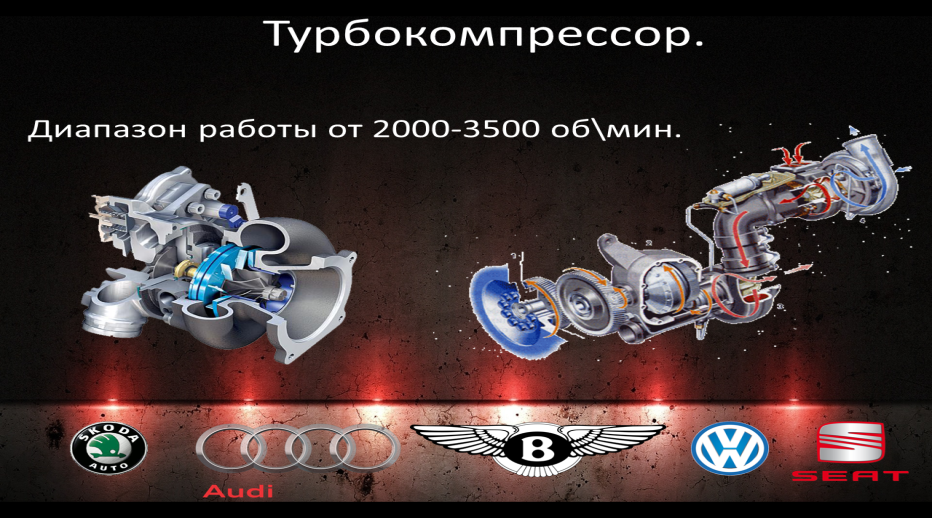 Турбокомпрессор.
Диапазон работы от 2000-3500 об\мин.
SKODA
AUTO
Audi
B
SEAT